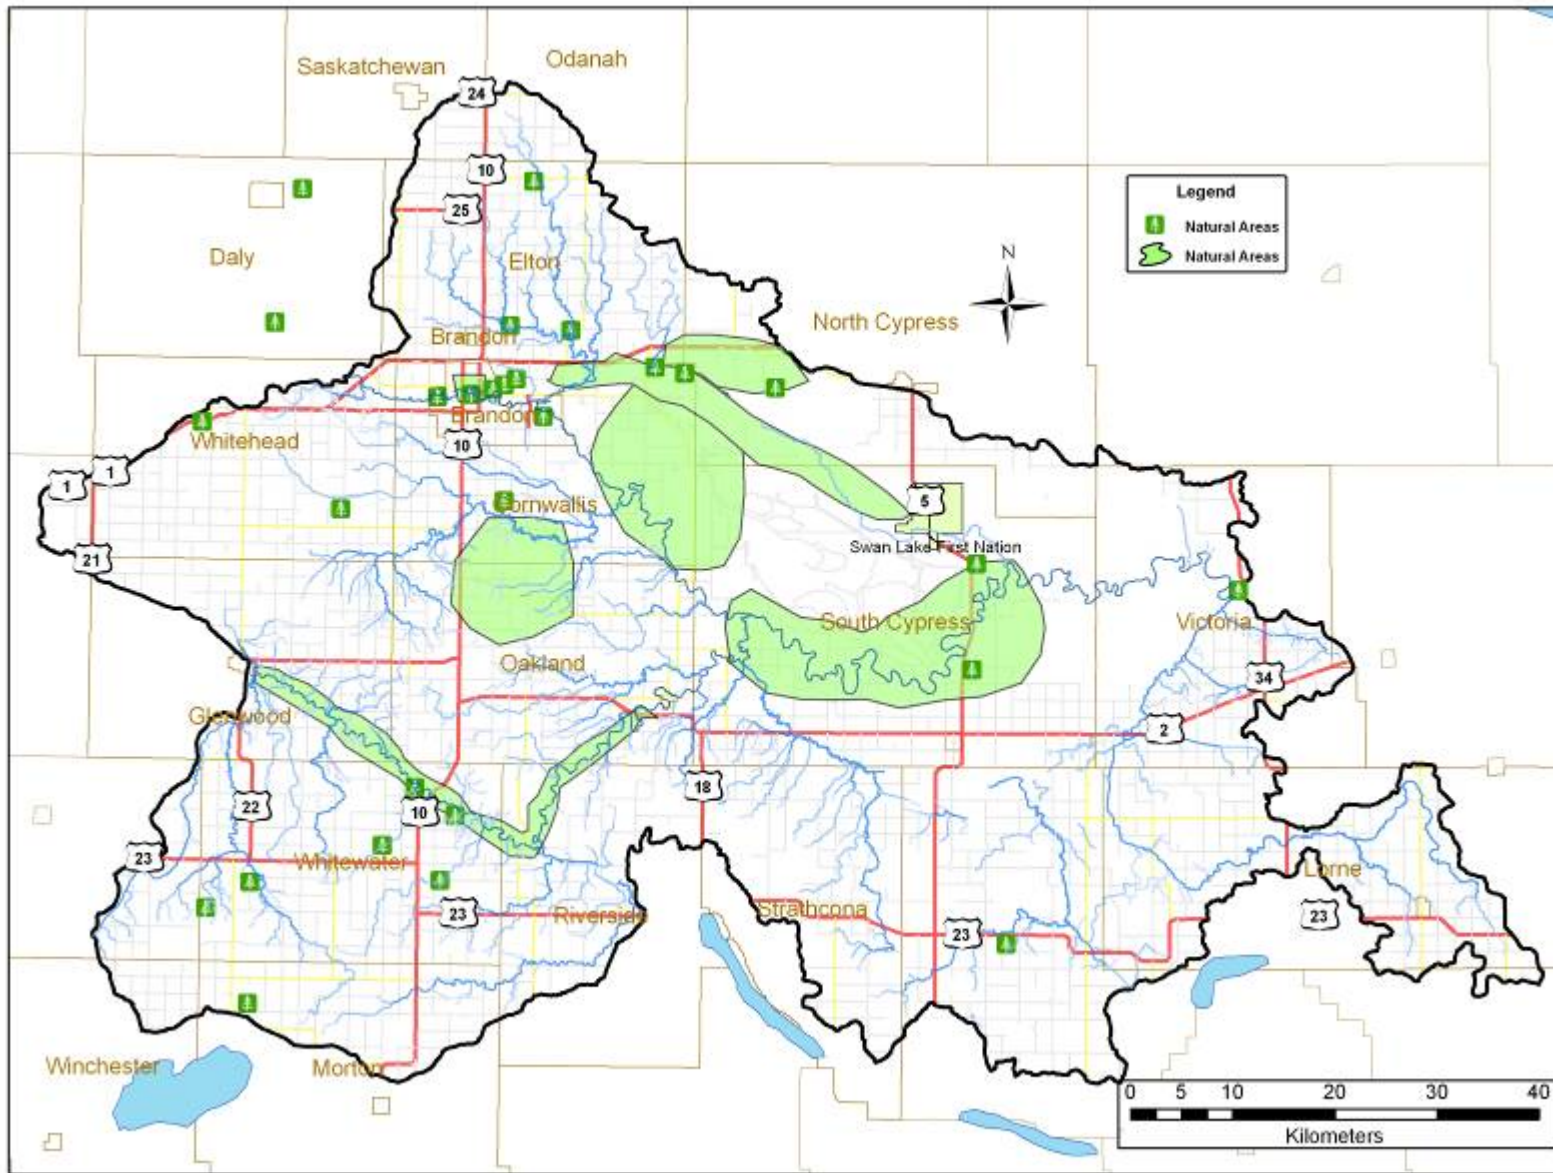 Saskatchewan
Odanah
24
10
25
Legend
Natural Areas
Natural Areas
Daly
Elton
N
North Cypress
Brandon
Brandon
Whitehead
10
1
1
5
Cornwallis
Swan Lake First Nation
21
South Cypress
Victoria
Oakland
34
Glenwood
2
18
22
10
23
Whitewater
Lorne
23
Riverside
Strathcona
23
23
Winchester
Morton
0 5 10 20 30 40
Kilometers